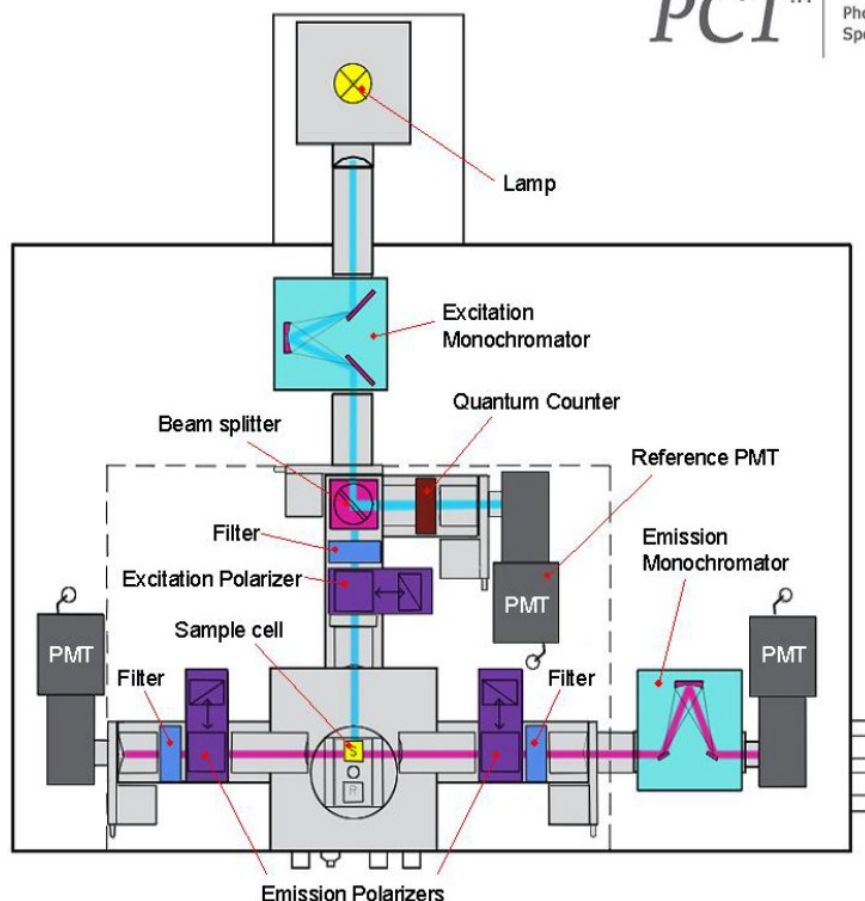 PCT™
Pho
Spe
Lamp
Excitation
Monochromator
Quantum Counter
Beam splitter
Reference PMT
Filter
Emission
Monochromator
Excitation Polarizer
PMT
Sample cell
PMT
PMT
Filter
Filter
S
R
Emission Polarizers